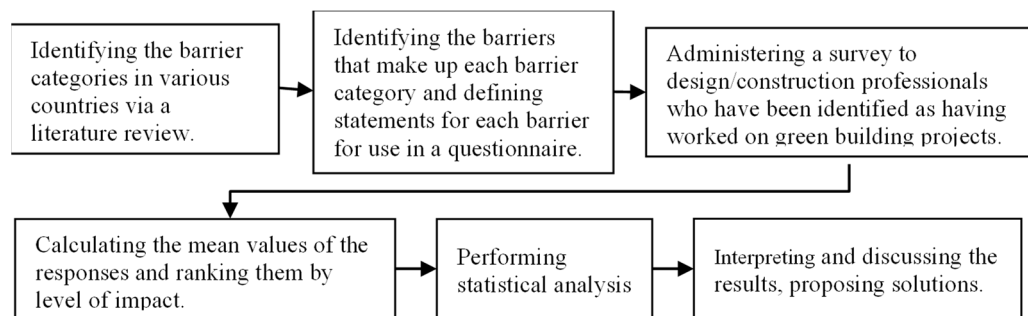 Identifying the barrier
categories in various
countries via a
literature review.
Identifying the barriers
that make up each barrier
category and defining
statements for each barrier
for use in a questionnaire.
Administering a survey to
design/construction professionals
who have been identified as having
worked on green building projects.
Calculating the mean values of the
responses and ranking them by
level of impact.
Performing
statistical analysis
Interpreting and discussing the
results, proposing solutions.